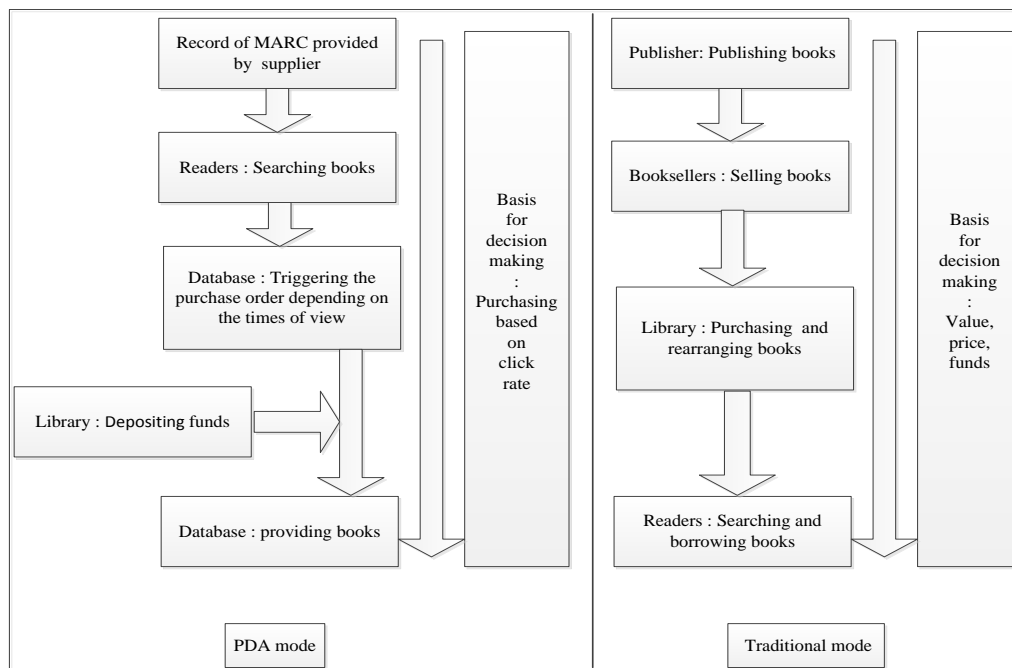 Record of MARC provided
by supplier
Readers : Searching books
Database : Triggering the
purchase order depending on
the times of view
Library : Depositing funds
Database : providing books
Basis
for
decision
making
:
Purchasing
based
on
click
rate
PDA mode
Publisher: Publishing books
Booksellers : Selling books
Library : Purchasing and
rearranging books
Readers : Searching and
borrowing books
Basis
for
decision
making
:
Value,
price,
funds
Traditional mode